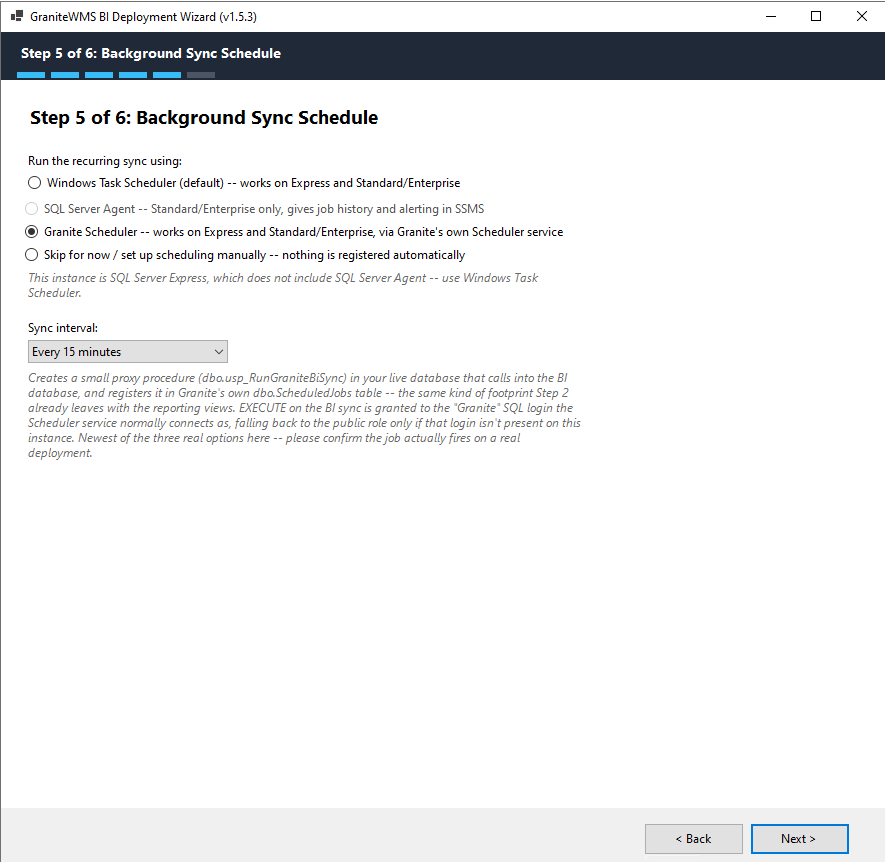 GraniteWMS BI Deployment Wizard (v1.5.3)
Step 5 of 6: Background Sync Schedule
Step 5 of 6: Background Sync Schedule
Run the recurring sync using:
Windows Task Scheduler (default) -- works on Express and Standard/Enterprise
SQL Server Agent -- Standard/Enterprise only, gives job history and alerting in SSMS
Granite Scheduler -- works on Express and Standard/Enterprise, via Granite's own Scheduler service
Skip for now / set up scheduling manually -- nothing is registered automatically
This instance is SQL Server Express, which does not include SQL Server Agent -- use Windows Task
Scheduler.
Sync interval:
Every 15 minutes
Creates a small proxy procedure (dbo.usp_RunGraniteBiSync) in your live database that calls into the BI
database, and registers it in Granite's own dbo.ScheduledJobs table -- the same kind of footprint Step 2
already leaves with the reporting views. EXECUTE on the BI sync is granted to the "Granite" SQL login the
Scheduler service normally connects as, falling back to the public role only if that login isn't present on this
instance. Newest of the three real options here -- please confirm the job actually fires on a real
deployment.
< Back
Next >